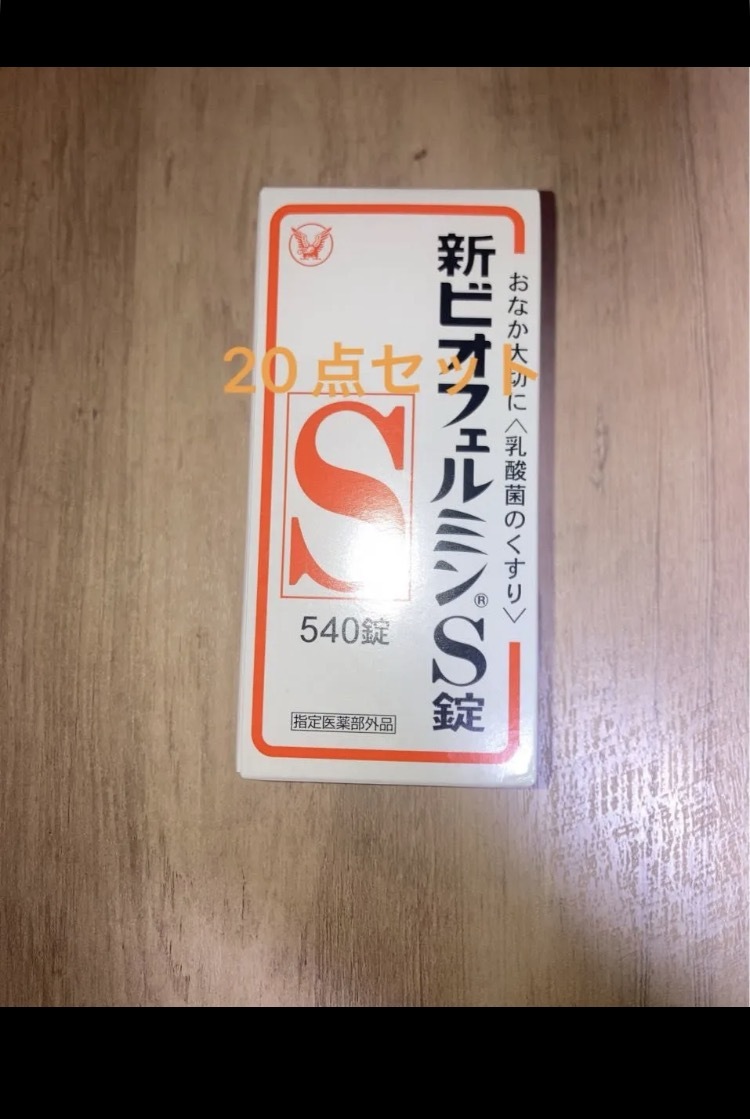 おなか大切に〈乳酸菌のくすり〉
新ビオフェルミン®S錠
20点セット
S
540錠
指定医薬部外品